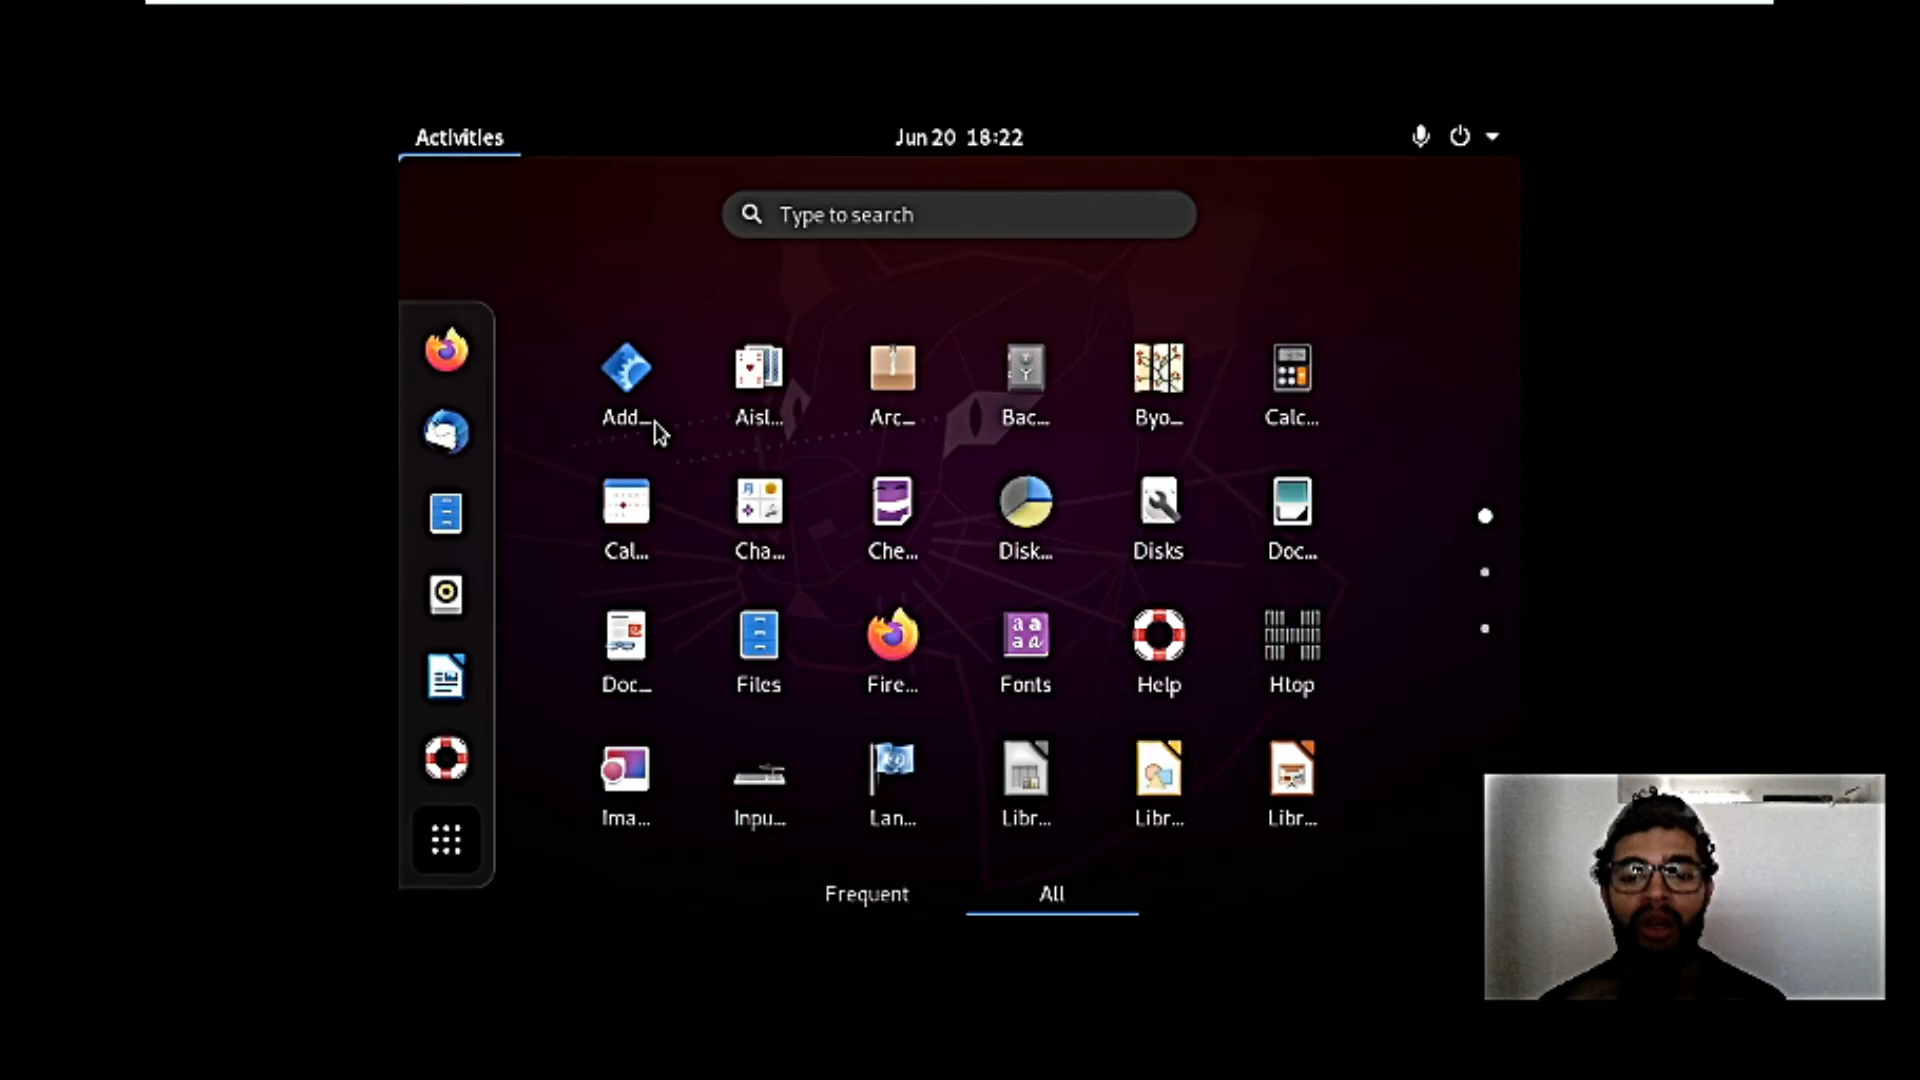 Activities
Jun 20 18:22
Type to search
Add...
Aisl...
Arc...
Bac...
Byo...
Calc...
Cal...
Cha...
Che...
Disk...
Disks
Doc...
Doc...
Files
Fire...
Fonts
Help
Htop
Ima...
Inpu...
Lan...
Libr...
Libr...
Libr...
Frequent
All